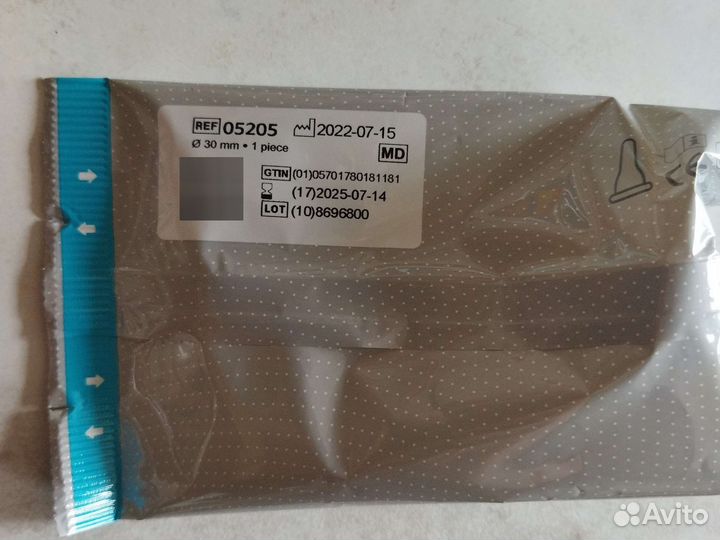 REF 05205 2022-07-15
Ø 30 mm • 1 piece
MD
GTIN (01)05701780181181
(17)2025-07-14
LOT (10)8696800
CE
Avito